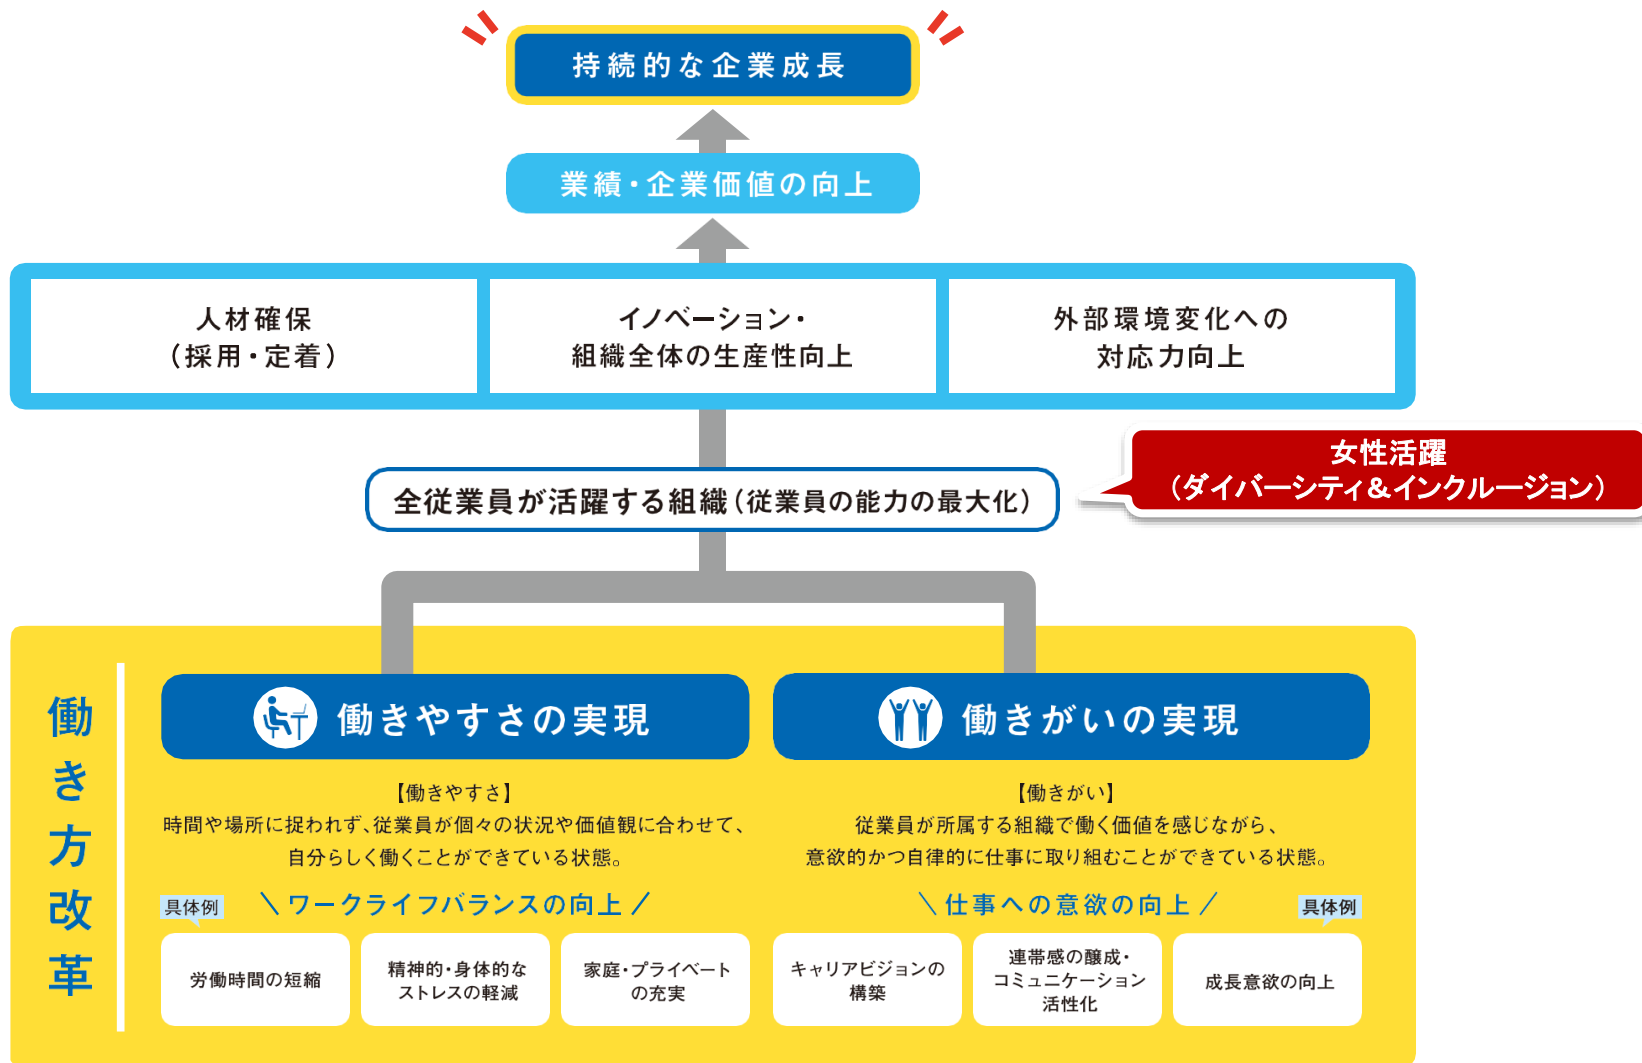 持続的な企業成長
業績・企業価値の向上
人材確保
（採用・定着）
イノベーション・
組織全体の生産性向上
外部環境変化への
対応力向上
女性活躍
（ダイバーシティ＆インクルージョン）
全従業員が活躍する組織（従業員の能力の最大化）
働き方改革
働きやすさの実現
【働きやすさ】
時間や場所に捉われず、従業員が個々の状況や価値観に合わせて、
自分らしく働くことができている状態。
＼ワークライフバランスの向上／
具体例
労働時間の短縮
精神的・身体的な
ストレスの軽減
家庭・プライベート
の充実
働きがいの実現
【働きがい】
従業員が所属する組織で働く価値を感じながら、
意欲的かつ自律的に仕事に取り組むことができている状態。
＼仕事への意欲の向上／
具体例
キャリアビジョンの
構築
連帯感の醸成・
コミュニケーション
活性化
成長意欲の向上